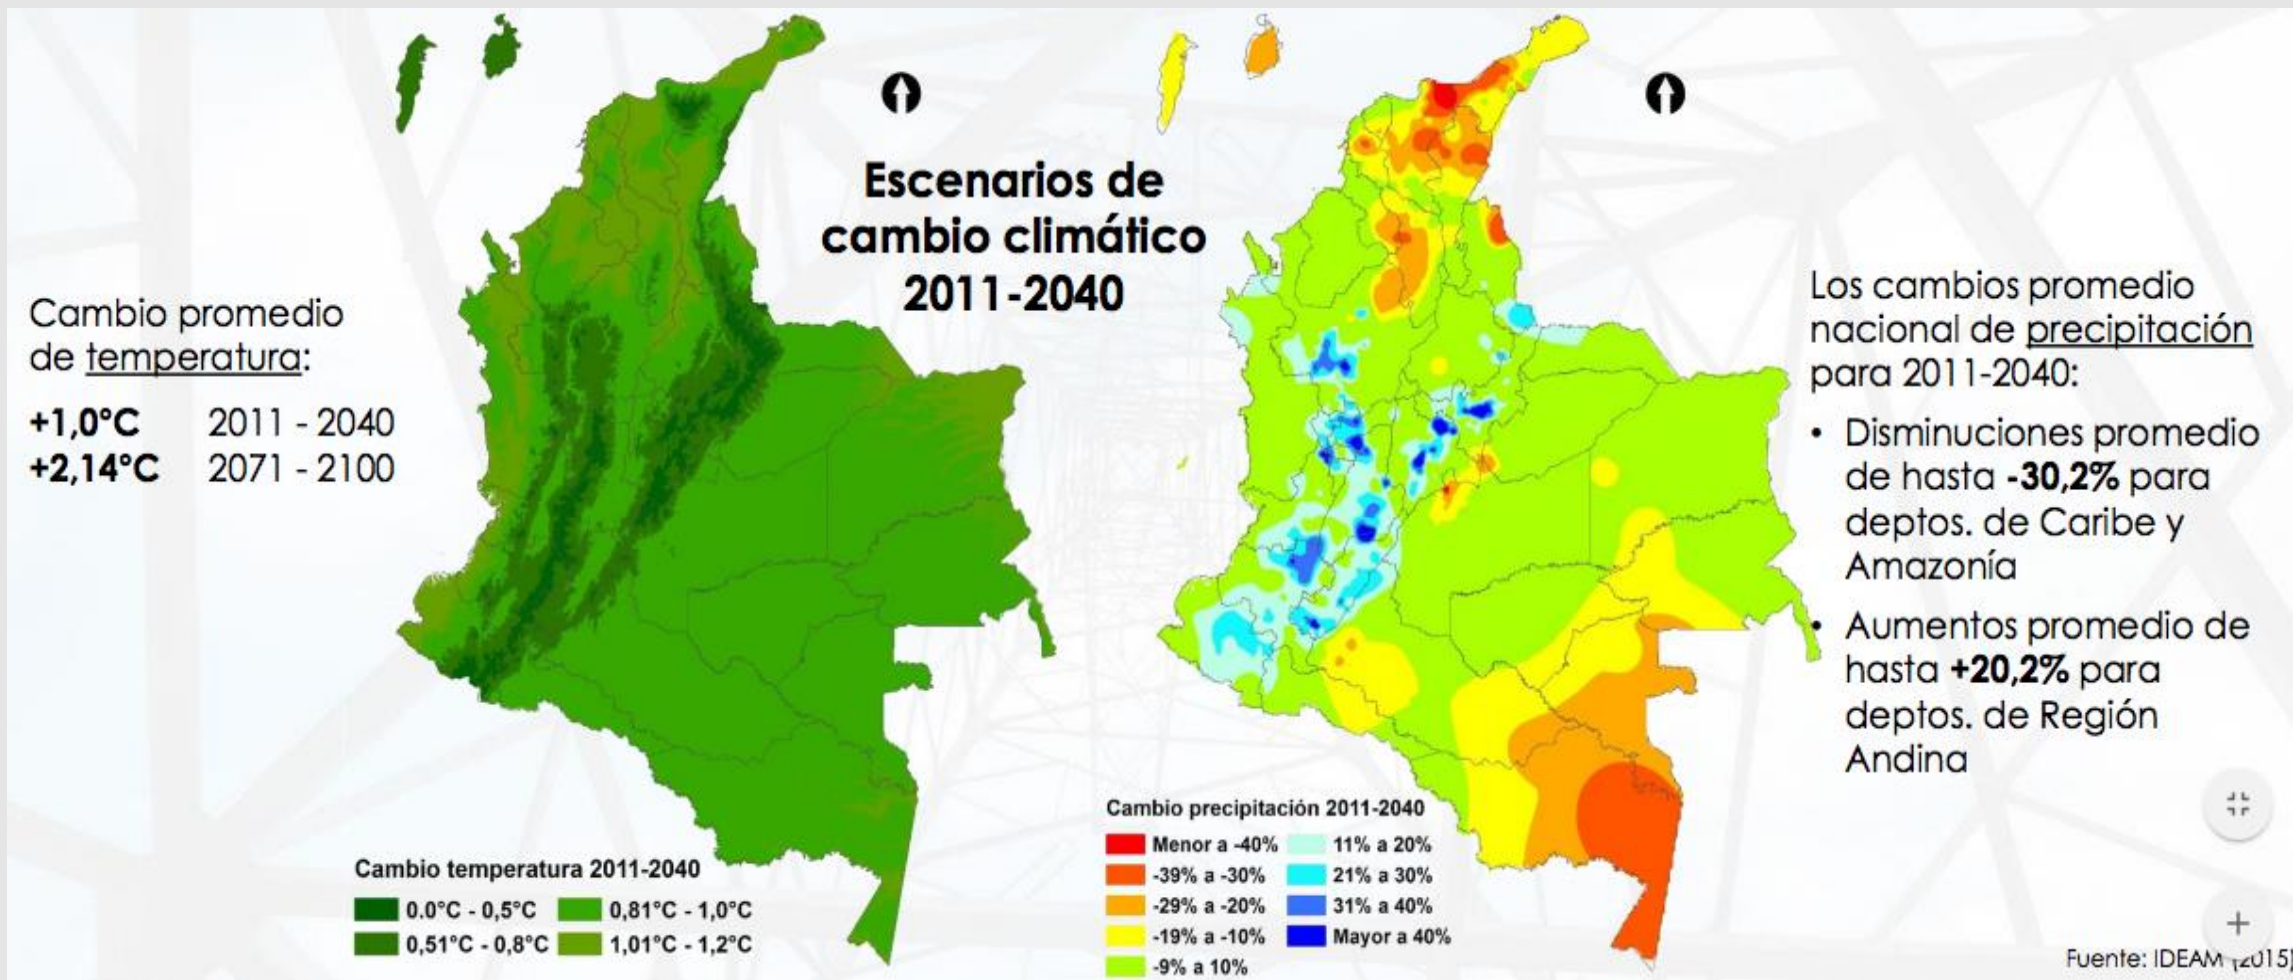 Escenarios de
cambio climático
2011-2040
Cambio promedio
de temperatura:
+1,0°C 2011 - 2040
+2,14°C 2071 - 2100
Cambio temperatura 2011-2040
0.0°C - 0,5°C 0,81°C - 1,0°C
0,51°C - 0,8°C 1,01°C - 1,2°C
Cambio precipitación 2011-2040
Menor a -40% 11% a 20%
-39% a -30% 21% a 30%
-29% a -20% 31% a 40%
-19% a -10% Mayor a 40%
-9% a 10%
Los cambios promedio
nacional de precipitación
para 2011-2040:
• Disminuciones promedio
de hasta -30,2% para
deptos. de Caribe y
Amazonía
• Aumentos promedio de
hasta +20,2% para
deptos. de Región
Andina
Fuente: IDEAM (2015)